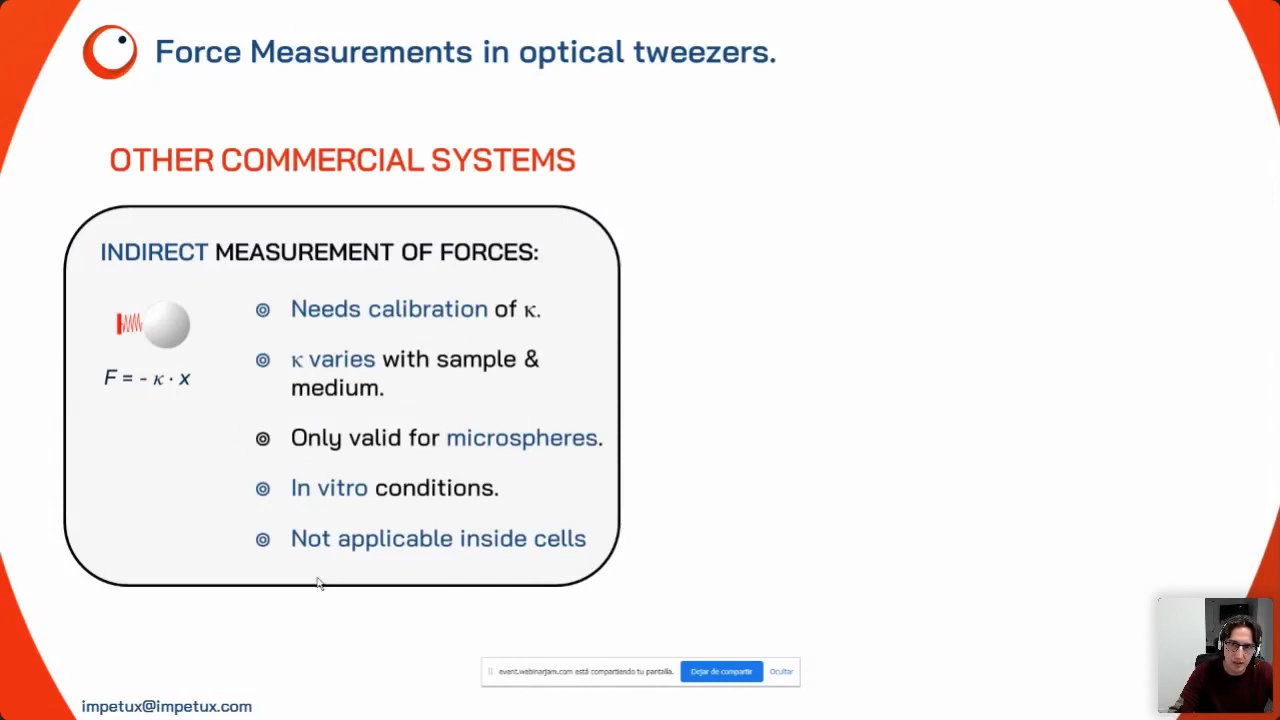 Force Measurements in optical tweezers.
OTHER COMMERCIAL SYSTEMS
INDIRECT MEASUREMENT OF FORCES:
F = - κ · x
Needs calibration of κ.
κ varies with sample &
medium.
Only valid for microspheres.
In vitro conditions.
Not applicable inside cells
event.webinarjam.com está compartiendo tu pantalla.
Dejar de compartir
Ocultar
impetux@impetux.com